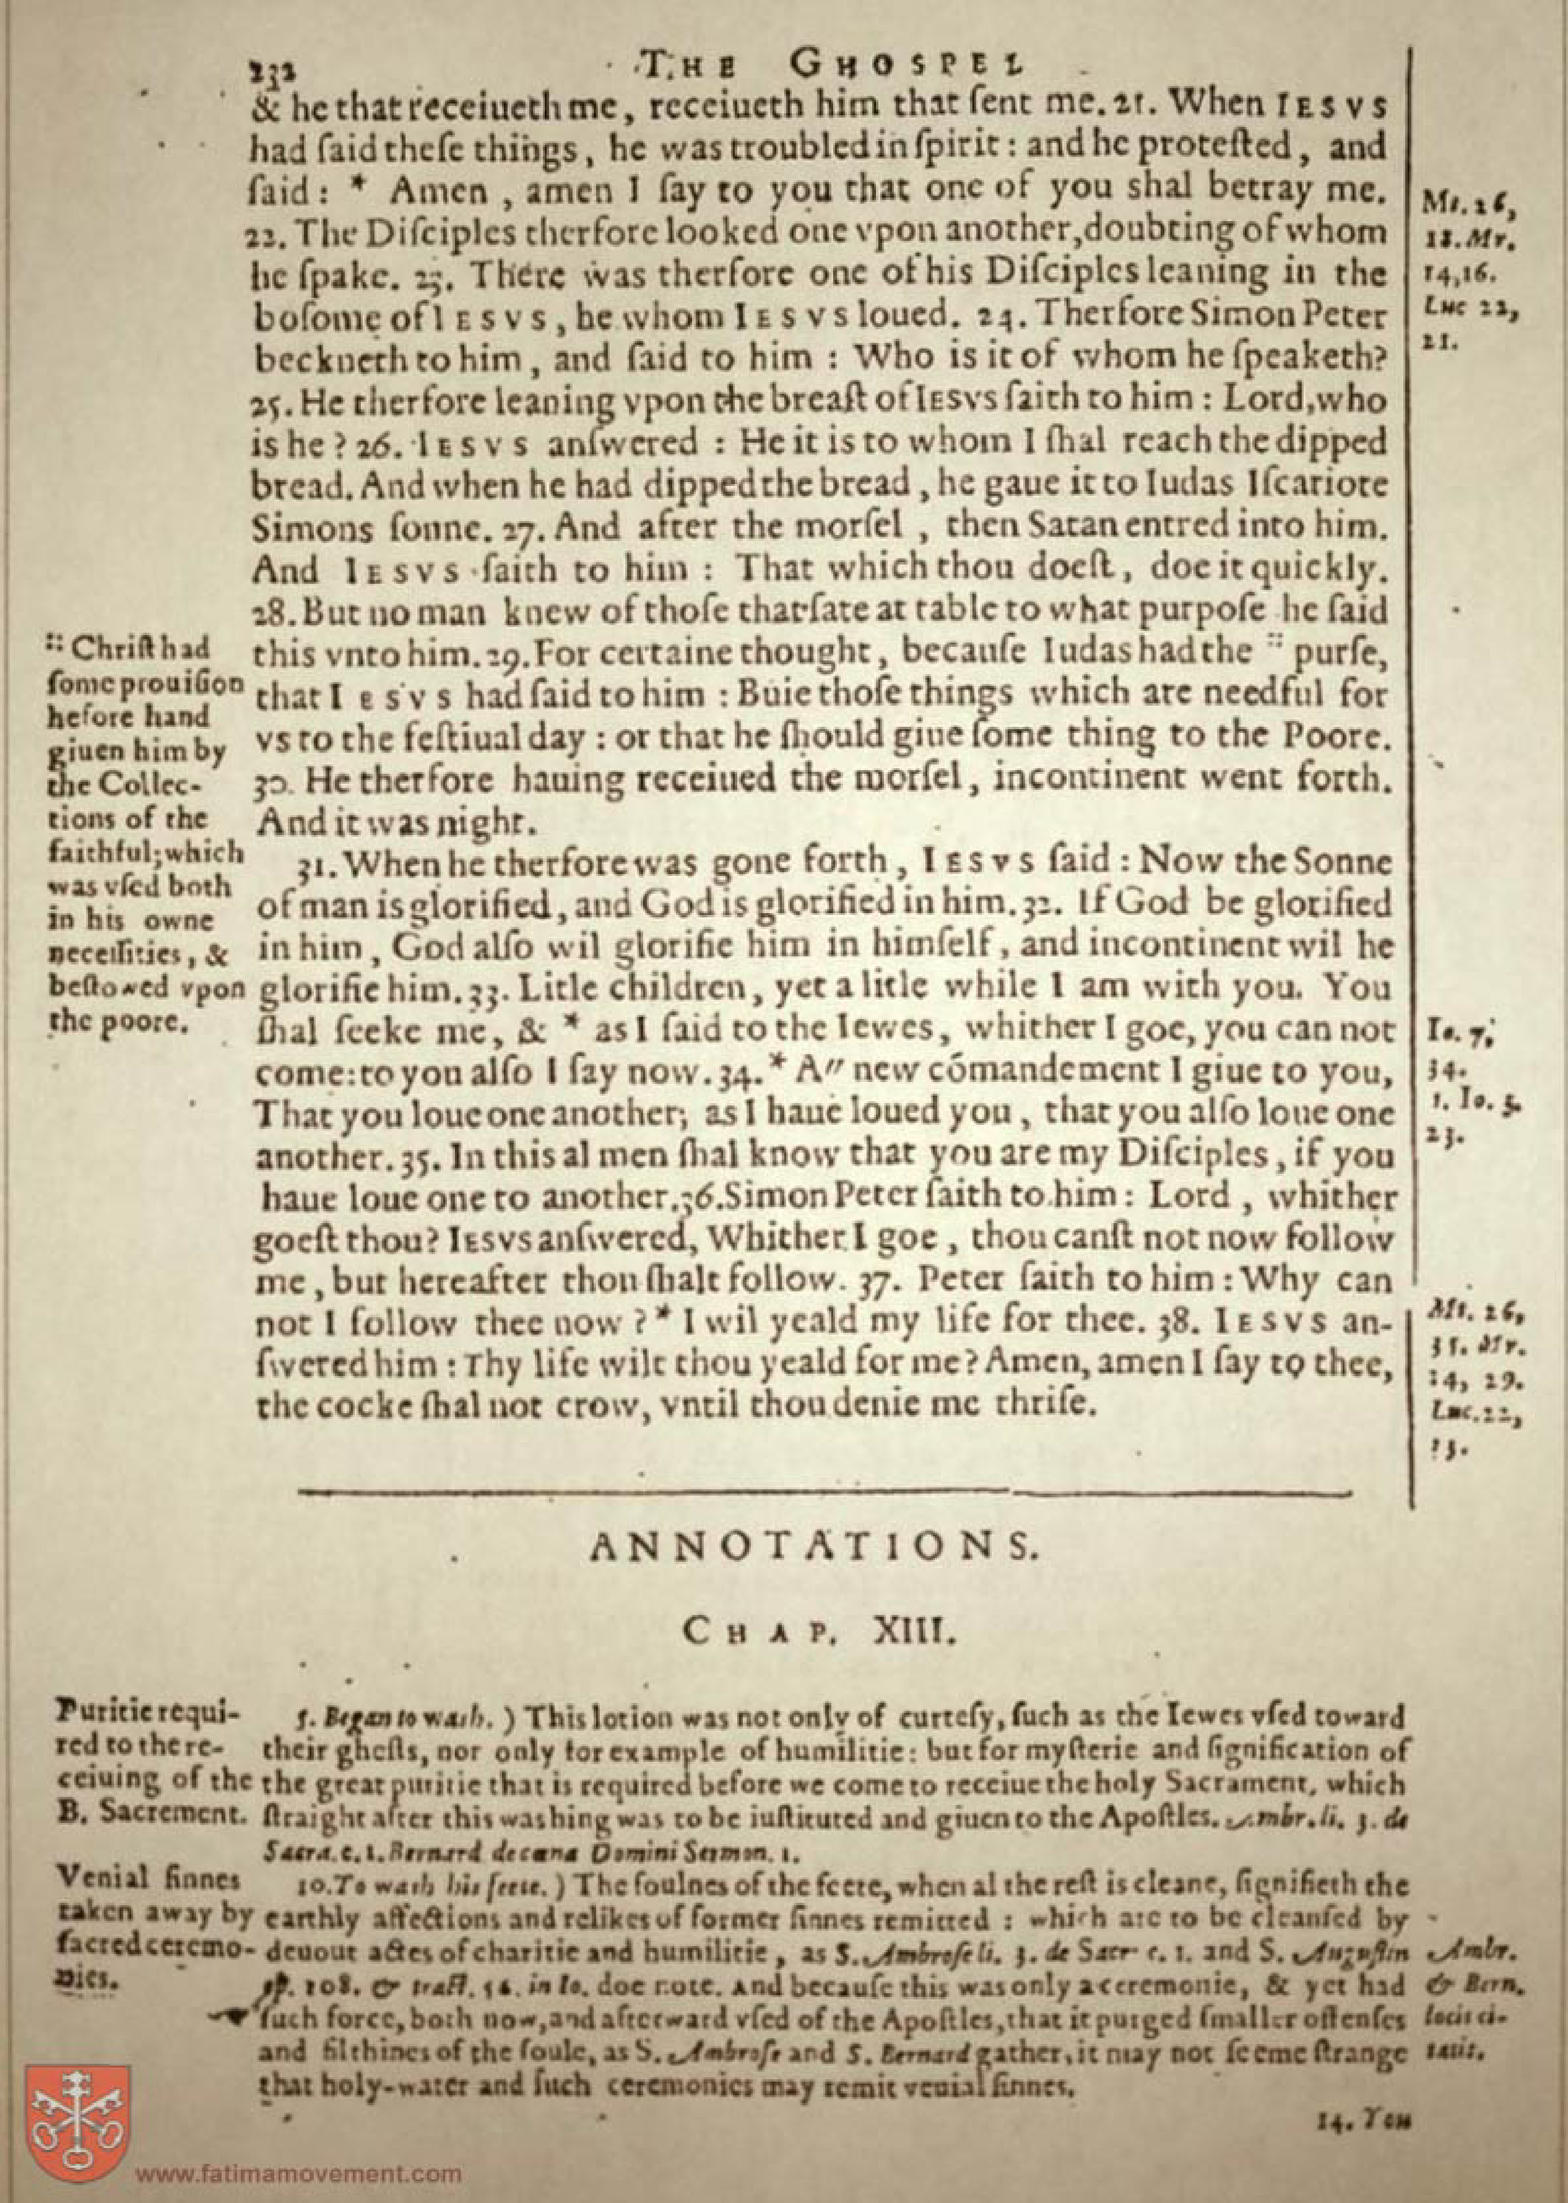 232
THE GHOSPEL
& he that receiueth me, receiueth him that ſent me. 21. When IESVS
had ſaid theſe things, he was troubled in ſpirit: and he proteſted, and
ſaid: * Amen, amen I ſay to you that one of you shal betray me.
22. The Diſciples therfore looked one vpon another, doubting of whom
he ſpake. 23. There was therfore one of his Diſciples leaning in the
boſome of IESVS, he whom IESVS loued. 24. Therfore Simon Peter
beckneth to him, and ſaid to him: Who is it of whom he ſpeaketh?
25. He therfore leaning vpon the breaſt of IESVS ſaith to him: Lord, who
is he? 26. IESVS anſwered: He it is to whom I ſhal reach the dipped
bread. And when he had dipped the bread, he gaue it to Iudas Iſcariote
Simons ſonne. 27. And after the morſel, then Satan entred into him.
And IESVS ſaith to him: That which thou doeſt, doe it quickly.
28. But no man knew of thoſe that ſate at table to what purpoſe he ſaid
this vnto him. 29. For certaine thought, becauſe Iudas had the :: purſe,
that IESVS had ſaid to him: Buie thoſe things which are needful for
vs to the feſtiual day: or that he ſhould giue ſome thing to the Poore.
30. He therfore hauing receiued the morſel, incontinent went forth.
And it was night.
31. When he therfore was gone forth, IESVS ſaid: Now the Sonne
of man is glorified, and God is glorified in him. 32. If God be glorified
in him, God alſo wil glorifie him in himſelf, and incontinent wil he
glorifie him. 33. Litle children, yet a litle while I am with you. You
ſhal ſeeke me, & * as I ſaid to the Iewes, whither I goe, you can not
come: to you alſo I ſay now. 34. * A" new cómandement I giue to you,
That you loue one another; as I haue loued you, that you alſo loue one
another. 35. In this al men ſhal know that you are my Diſciples, if you
haue loue one to another. 36. Simon Peter ſaith to him: Lord, whither
goeſt thou? IESVS anſwered, Whither I goe, thou canſt not now follow
me, but hereafter thou ſhalt follow. 37. Peter ſaith to him: Why can
not I follow thee now? * I wil yeald my life for thee. 38. IESVS an-
ſwered him: Thy life wilt thou yeald for me? Amen, amen I ſay to thee,
the cocke ſhal not crow, vntil thou denie me thriſe.
:: Chriſt had
ſome prouiſion
before hand
giuen him by
the Collec-
tions of the
faithful; which
was vſed both
in his owne
neceſſities, &
beſtowed vpon
the poore.
Mt. 26,
Mr.
14, 16.
Luc 22,
21.
Io. 7,
34.
1. Io.
23.
Mt. 26,
Mr.
14, 29.
Luc. 22,
ANNOTATIONS.
CHAP. XIII.
5. Began to wash.) This lotion was not only of curteſy, ſuch as the Iewes vſed toward
their gheſts, nor only for example of humilitie: but for myſterie and ſignification of
the great puritie that is required before we come to receiue the holy Sacrament, which
ſtraight after this washing was to be inſtituted and giuen to the Apoſtles. Ambr. li. 3. de
Sacra. c. 1. Bernard de cæna Domini Sermon. 1.
10. To wash his feete.) The foulnes of the feete, when al the reſt is cleane, ſignifieth the
earthly affections and relikes of former ſinnes remitted: which are to be cleanſed by
deuout actes of charitie and humilitie, as S. Ambroſe li. 3. de Sacr. c. 1. and S. Auguſtin
ep. 108. & tract. 56. in Io. doe note. And becauſe this was only a ceremonie, & yet had
ſuch force, both now, and afterward vſed of the Apoſtles, that it purged ſmaller offenſes
and filthines of the ſoule, as S. Ambroſe and S. Bernard gather, it may not ſeeme ſtrange
that holy-water and ſuch ceremonies may remit venial ſinnes.
Puritie requi-
red to the re-
ceiuing of the
B. Sacrement.
Venial ſinnes
taken away by
ſacred ceremo-
nies.
Ambr.
& Bern.
locis ci-
tatis.
14. You
www.fatimamovement.com